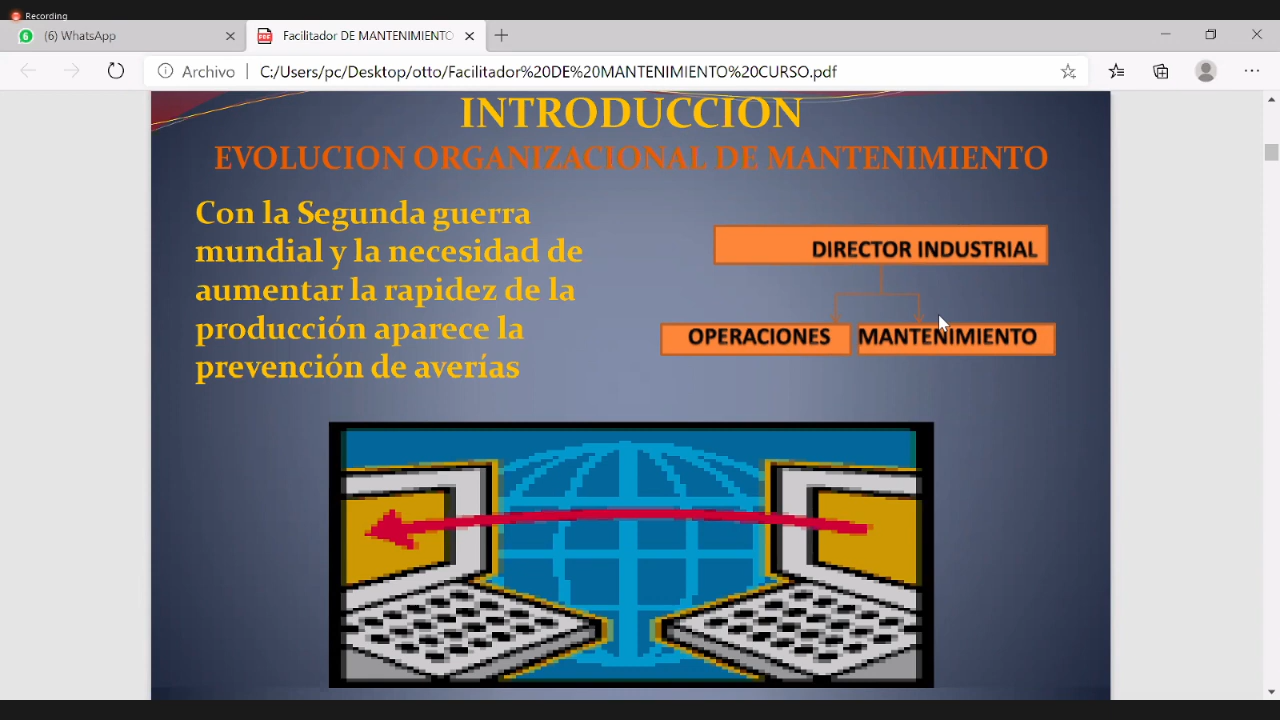 Recording
6
(6) WhatsApp
PDF
Facilitador DE MANTENIMIENTO
Archivo
C:/Users/pc/Desktop/otto/Facilitador%20DE%20MANTENIMIENTO%20CURSO.pdf
INTRODUCCION
EVOLUCION ORGANIZACIONAL DE MANTENIMIENTO
Con la Segunda guerra
mundial y la necesidad de
aumentar la rapidez de la
producción aparece la
prevención de averías
DIRECTOR INDUSTRIAL
OPERACIONES
MANTENIMIENTO